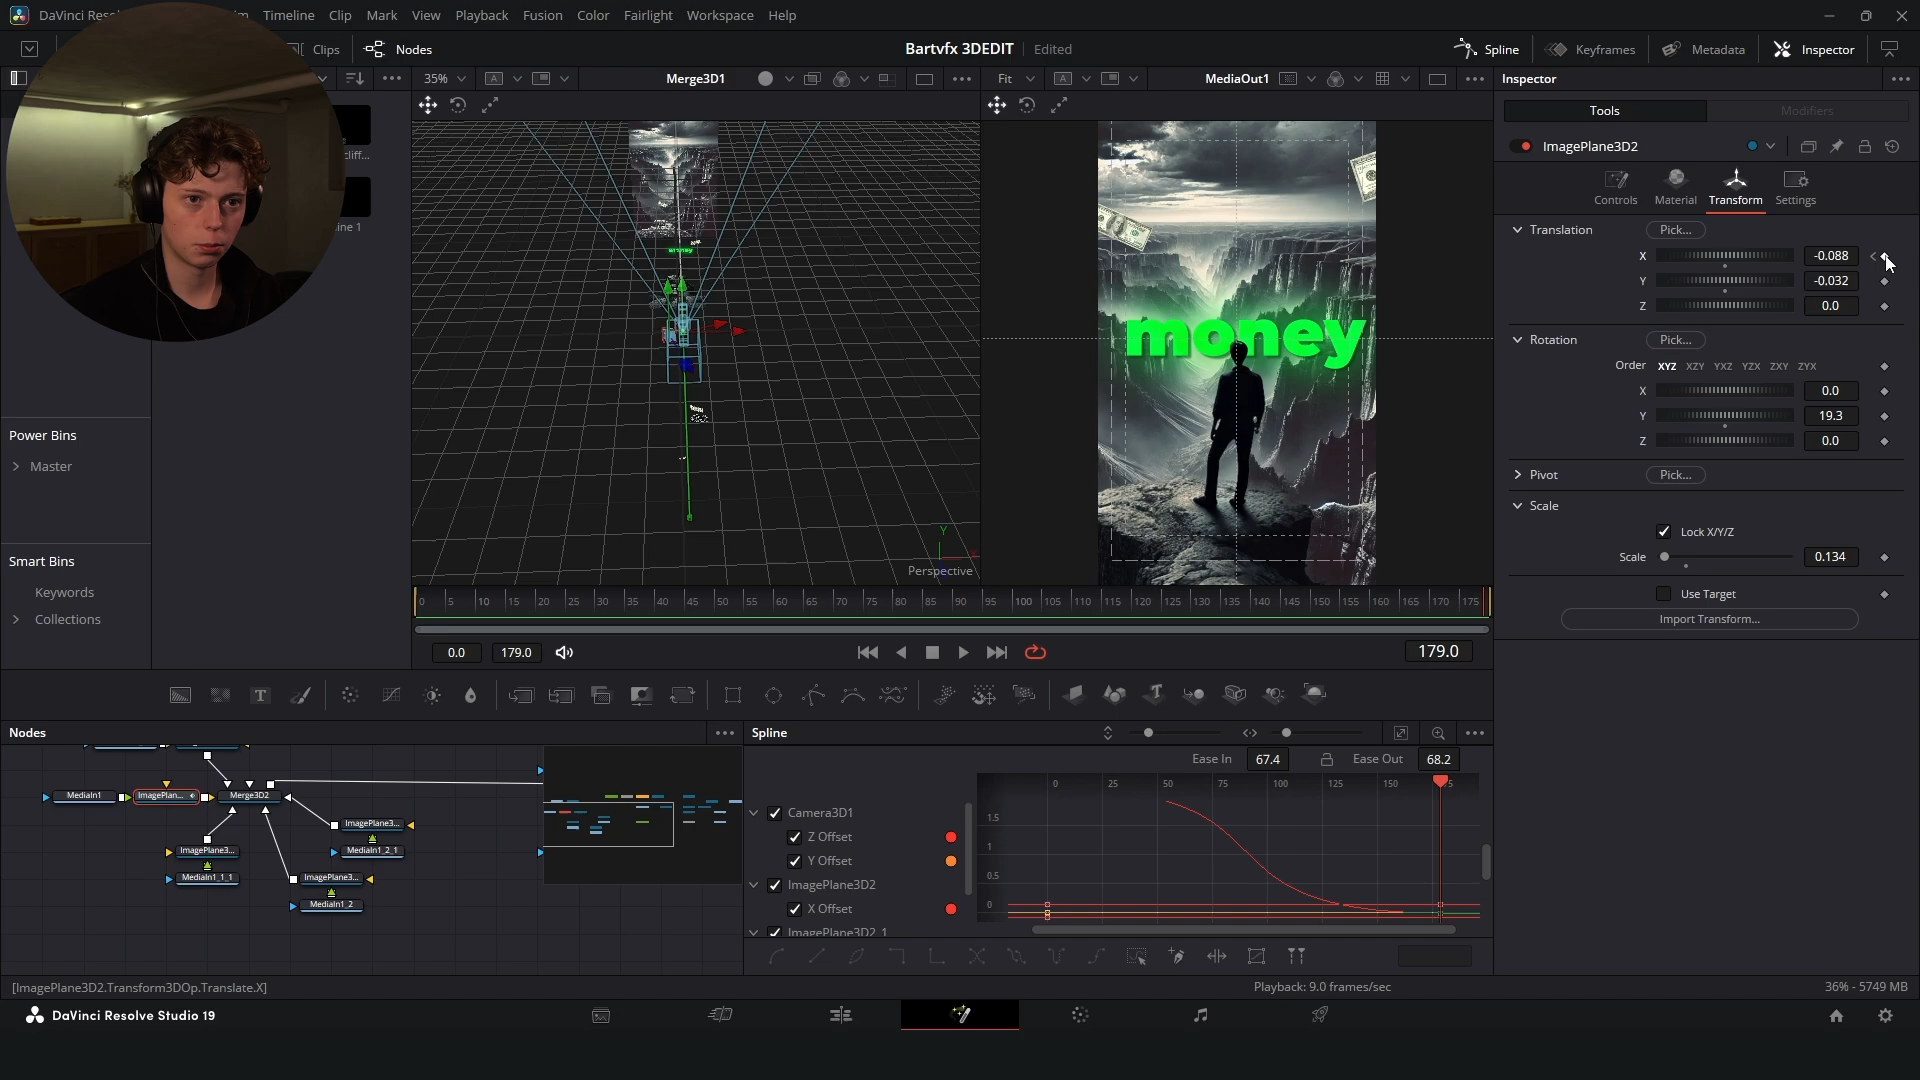 DaVinci Reso
Timeline
Clip
Mark
View
Playback
Fusion
Color
Fairlight
Workspace
Help
Clips
Nodes
Bartvfx 3DEDIT
Edited
Spline
Keyframes
Metadata
Inspector
35%
Merge3D1
Fit
MediaOut1
Inspector
Tools
Modifiers
ImagePlane3D2
Controls
Material
Transform
Settings
Translation
Pick...
X
-0.088
Y
-0.032
Z
0.0
Rotation
Pick...
Order
XYZ
XZY
YXZ
YZX
ZXY
ZYX
X
0.0
Y
19.3
Z
0.0
Pivot
Pick...
Scale
Lock X/Y/Z
Scale
0.134
Use Target
Import Transform...
cliff...
ine 1
Power Bins
Master
Smart Bins
Keywords
Collections
money
money
Y
Perspective
0 5 10 15 20 25 30 35 40 45 50 55 60 65 70 75 80 85 90 95 100 105 110 115 120 125 130 135 140 145 150 155 160 165 170 175
0.0
179.0
179.0
Nodes
Spline
Ease In
67.4
Ease Out
68.2
MediaIn1
ImagePlan...
Merge3D2
ImagePlane3...
MediaIn1_2_1
ImagePlane3...
MediaIn1_1_1
ImagePlane3...
MediaIn1_2
Camera3D1
Z Offset
Y Offset
ImagePlane3D2
X Offset
ImagePlane3D2_1
0 25 50 75 100 125 150
1.5
1
0.5
0
[ImagePlane3D2.Transform3DOp.Translate.X]
Playback: 9.0 frames/sec
36% - 5749 MB
DaVinci Resolve Studio 19